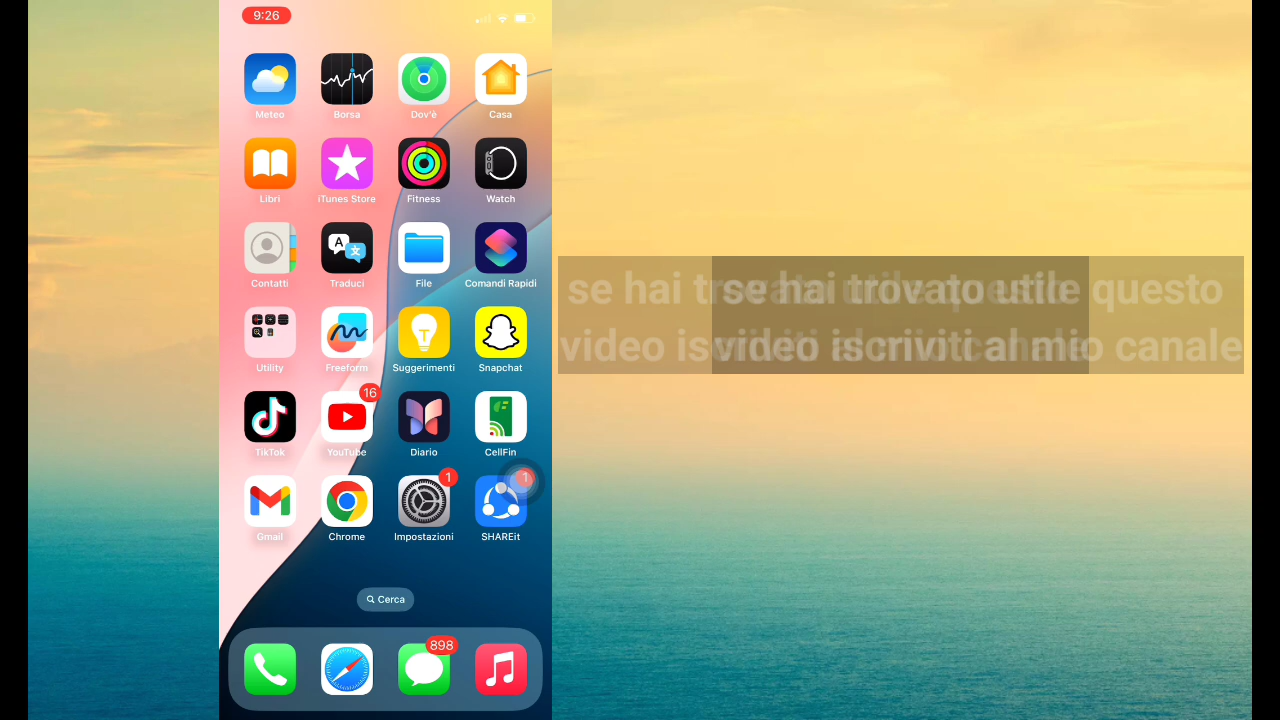 9:26
Meteo
Borsa
Dov'è
Casa
Libri
iTunes Store
Fitness
Watch
Contatti
Traduci
File
Comandi Rapidi
Utility
Freeform
Suggerimenti
Snapchat
16
TikTok
YouTube
Diario
CellFin
1
1
Gmail
Chrome
Impostazioni
SHAREit
Cerca
898
se hai trovato utile questo
video iscriviti al mio canale